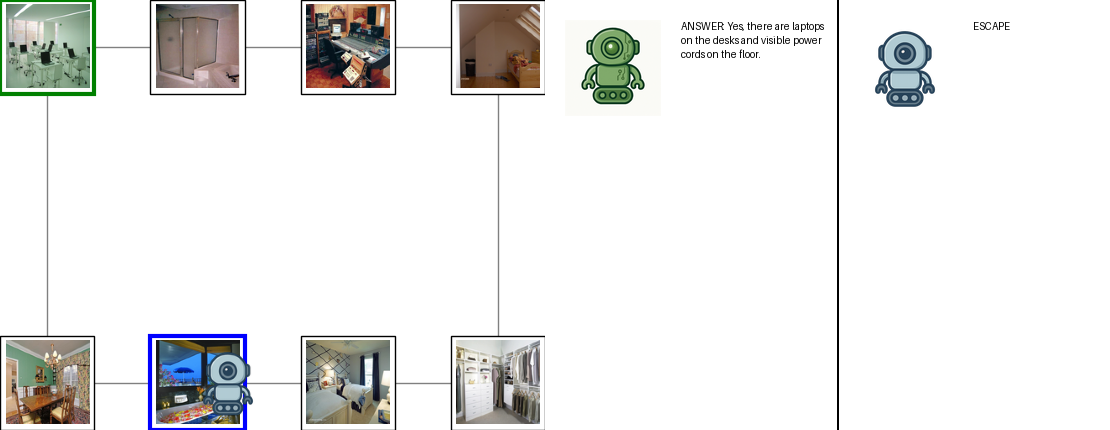 ANSWER: Yes, there are laptops
on the desks and visible power
cords on the floor.
ESCAPE